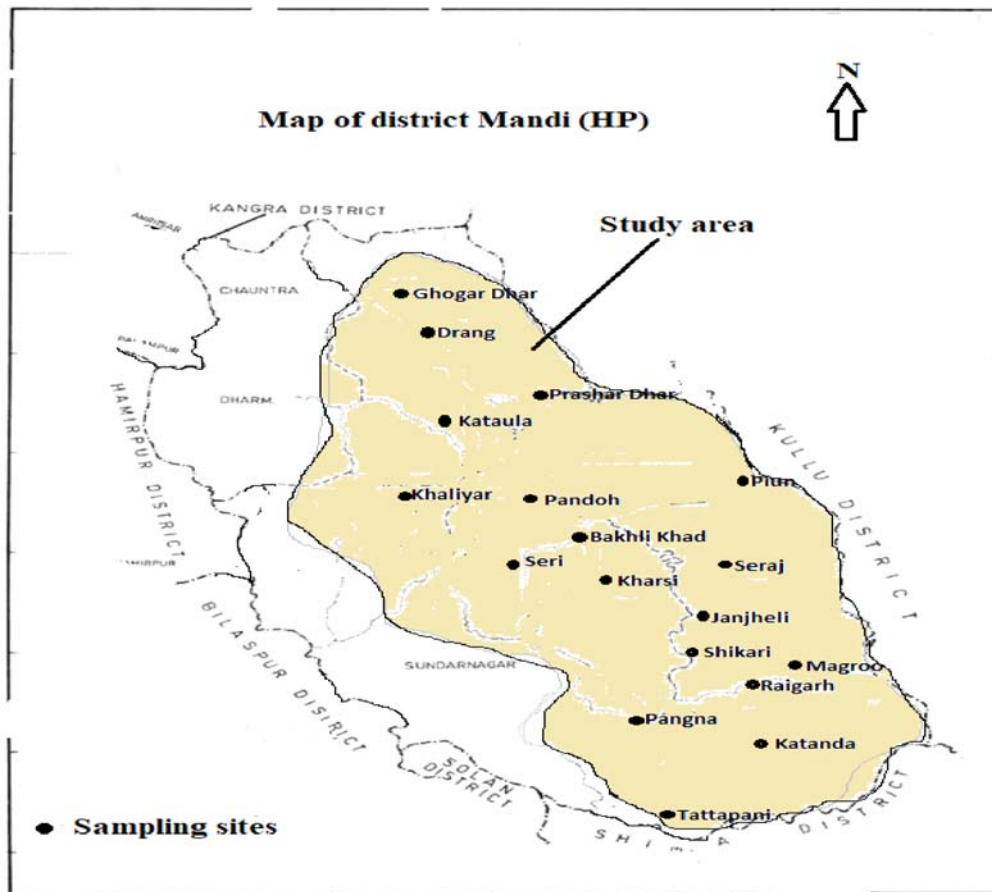 N
Map of district Mandi (HP)
KANGRA DISTRICT
Study area
CHAUNTRA
Ghogar Dhar
Drang
DHARM.
Prashar Dhar
Kataula
HAMIRPUR DISTRICT
KULLU DISTRICT
Khaliyar
Pandoh
Bakhli Khad
Seri
Seraj
Kharsi
BILASPUR DISIRICT
Janjheli
SUNDARNAGAR
Shikari
Magroo
Raigarh
Pangna
Katanda
SOLAN
DISTRICT
Tattapani
Sampling sites
DISTRICT